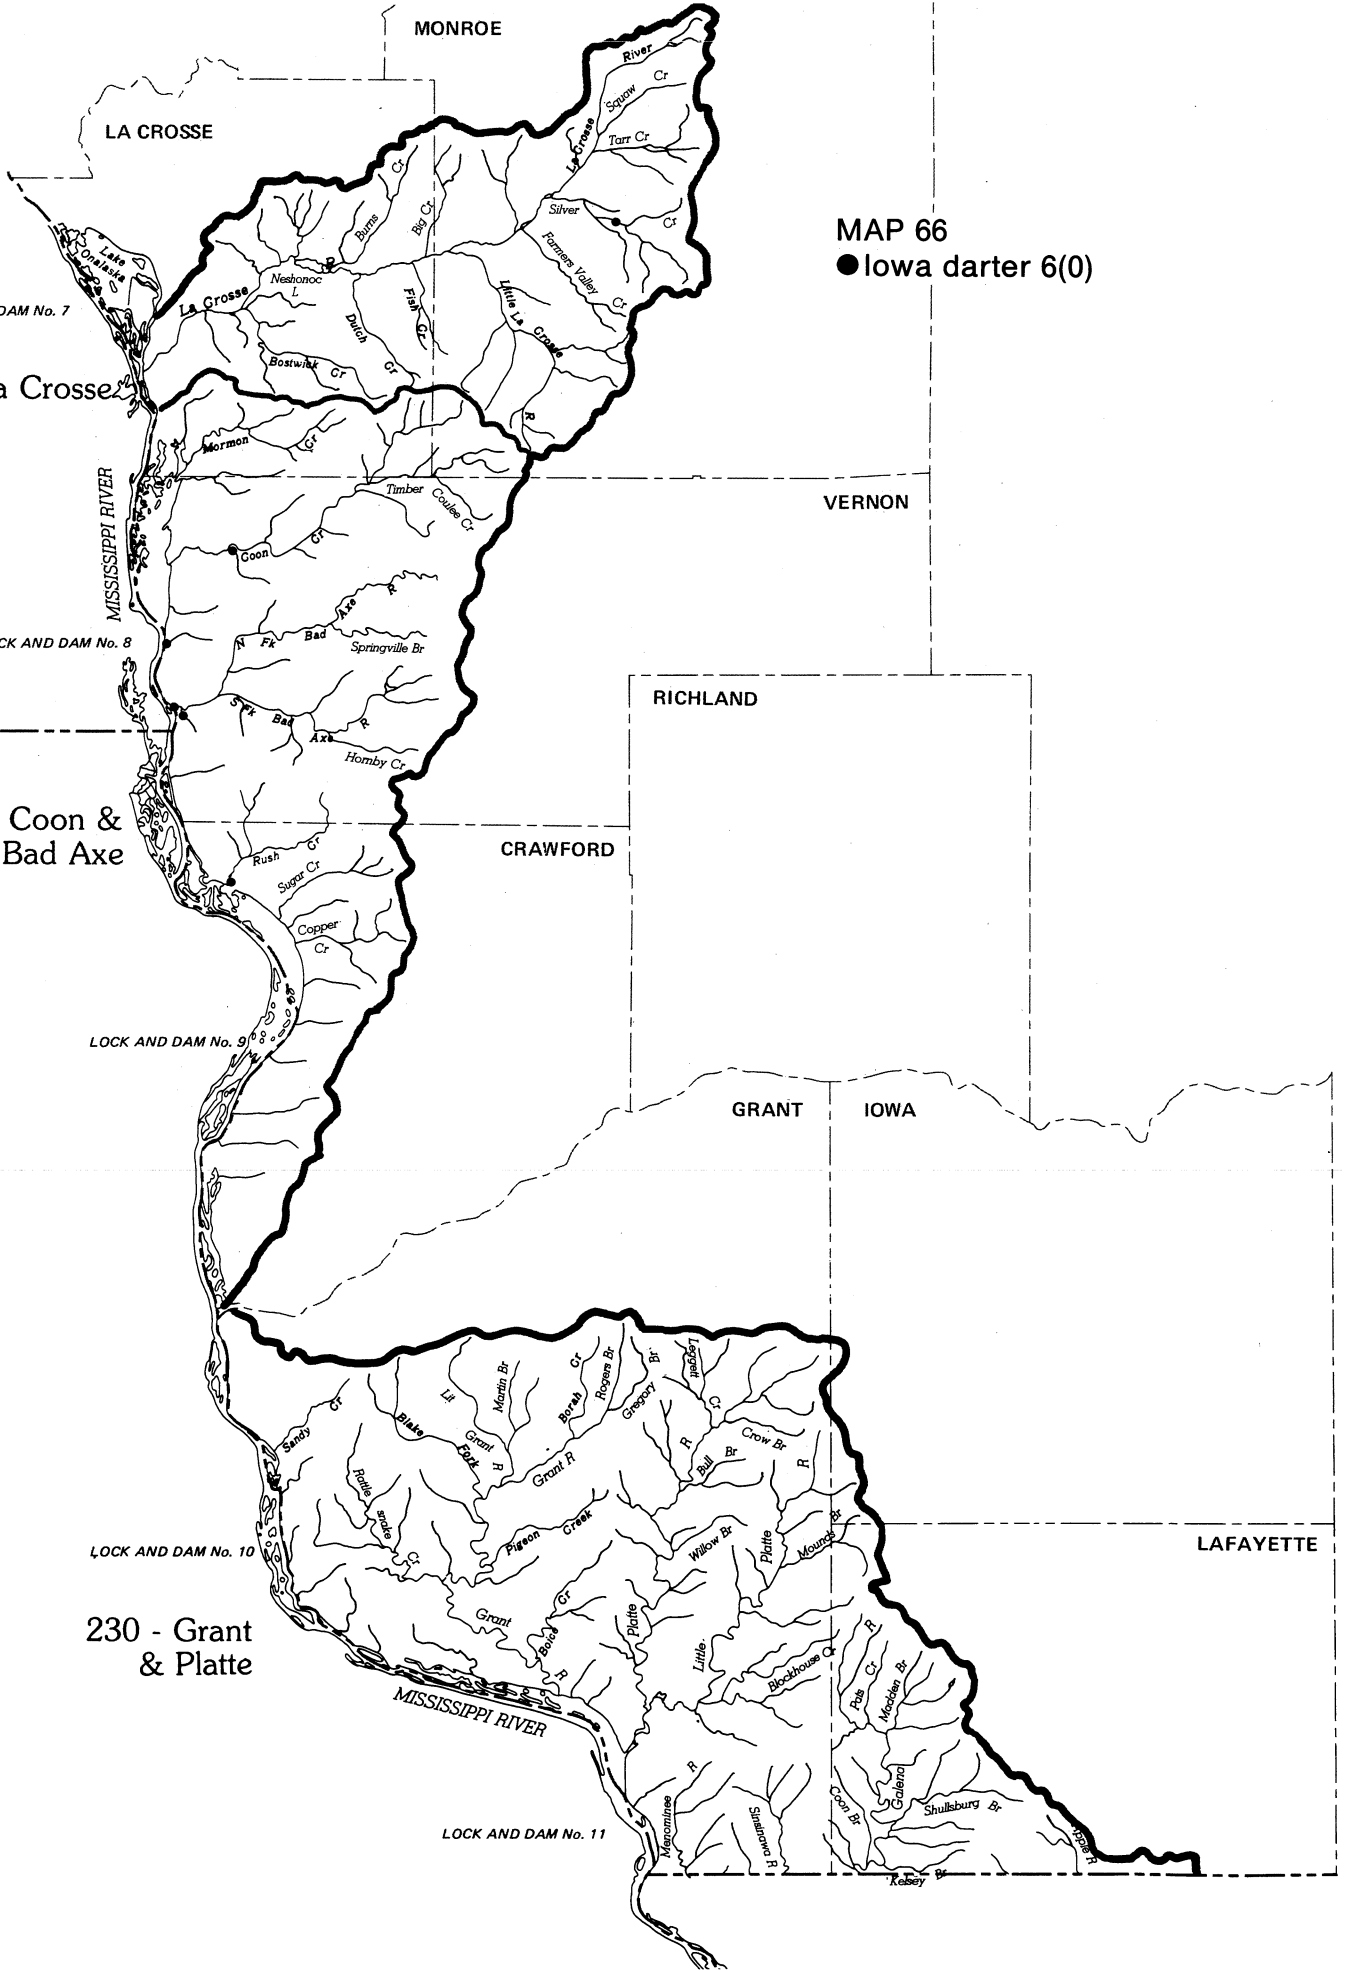 MONROE
LA CROSSE
River
Squaw Cr
La Crosse
Tarr Cr
Burns Cr
Big Cr
Silver Cr
Farmers Valley Cr
Lake
Onalaska
Neshonoc
L
La Crosse
Fish Cr
Dutch Cr
Little La Crosse R
Bostwick Cr
MAP 66
Iowa darter 6(0)
DAM No. 7
a Crosse
Mormon Cr
Timber Coulee Cr
VERNON
MISSISSIPPI RIVER
Coon Cr
N Fk Bad Axe R
Springville Br
CK AND DAM No. 8
RICHLAND
S Fk Bad Axe R
Hornby Cr
Coon &
Bad Axe
CRAWFORD
Rush Cr
Sugar Cr
Copper
Cr
LOCK AND DAM No. 9
GRANT
IOWA
Sandy Cr
Blake Fork
Lit Grant R
Martin Br
Borah Cr
Rogers Br
Gregory Br
Leggett Cr
Crow Br
Bull Br
R
R
Grant R
Rattle snake Cr
Pigeon Creek
Willow Br
Platte
Mounds Br
LAFAYETTE
LOCK AND DAM No. 10
230 - Grant
& Platte
Grant R
Boice Cr
Platte
Little
Blockhouse Cr
R
Pats Cr
Madden Br
MISSISSIPPI RIVER
Menominee R
Sinsinawa R
Coon Br
Galena
Shullsburg Br
LOCK AND DAM No. 11
Apple R
Kelsey Br